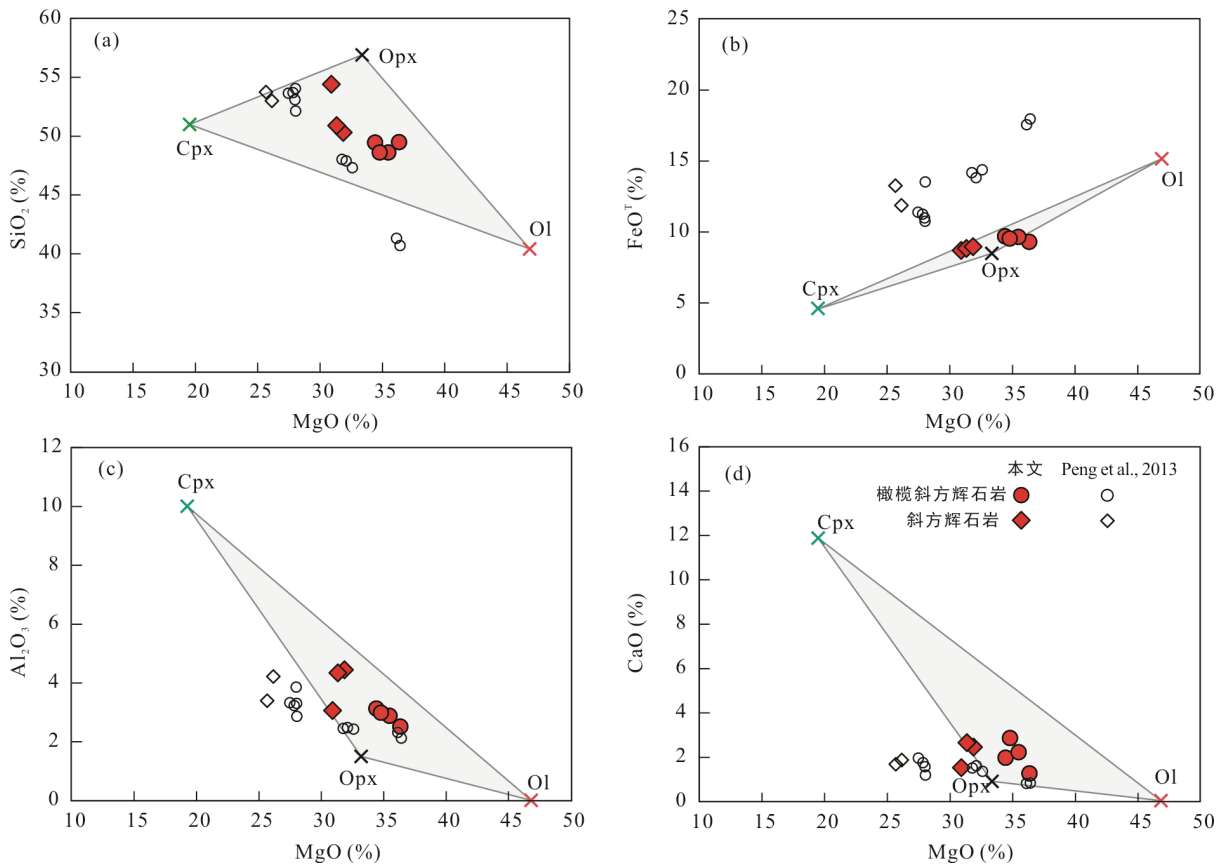 (a)
60
55
50
45
40
30
SiO₂ (%)
Opx
Cpx
Ol
10
20
25
30
35
40
45
50
MgO (%)
(b)
25
20
15
10
5
0
FeOᵀ (%)
Ol
Opx
Cpx
10
20
25
30
35
40
45
50
MgO (%)
(c)
12
10
8
6
4
2
0
Al₂O₃ (%)
Cpx
Opx
Ol
10
20
25
30
35
40
45
50
MgO (%)
(d)
16
14
12
10
8
6
4
2
0
CaO (%)
本文 Peng et al., 2013
橄榄斜方辉石岩
斜方辉石岩
Cpx
Opx
Ol
10
20
25
30
35
40
45
50
MgO (%)